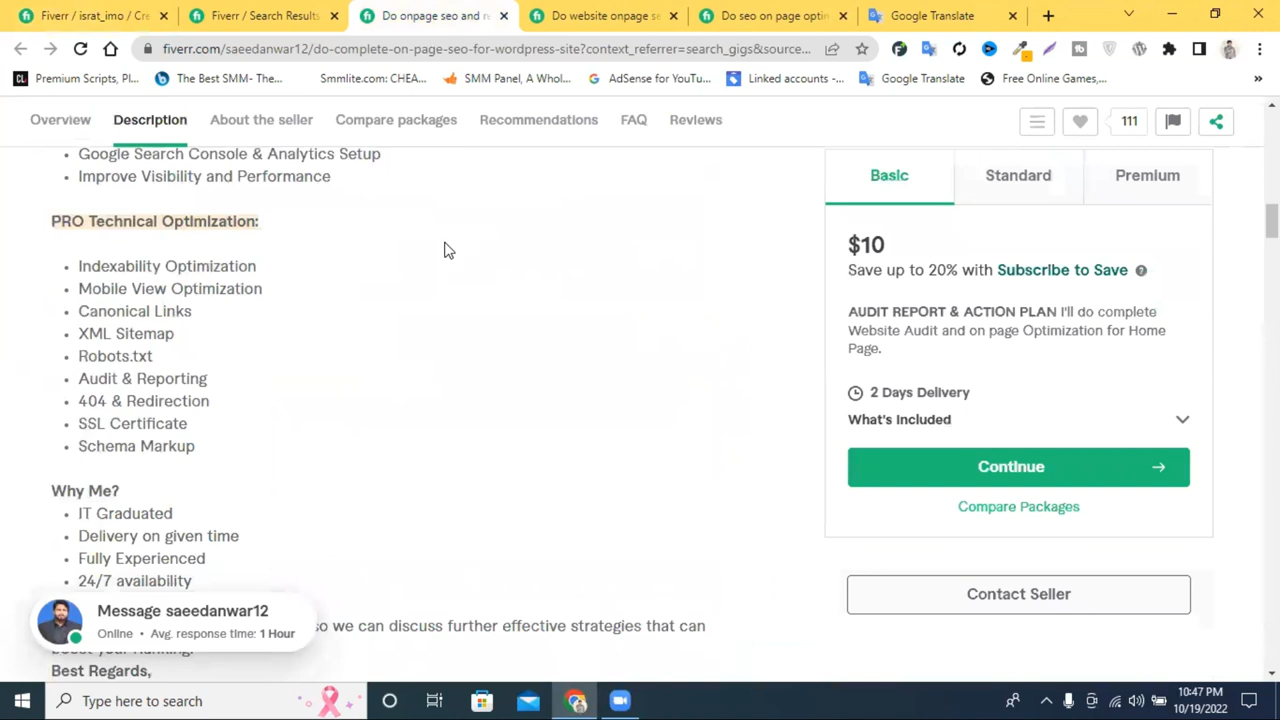 Fiverr / israt_imo / Cre
Fiverr / Search Results
Do onpage seo and re
Do website onpage se
Do seo on page optim
Google Translate
fiverr.com/saeedanwar12/do-complete-on-page-seo-for-wordpress-site?context_referrer=search_gigs&source...
Premium Scripts, Pl...
The Best SMM- The...
Smmlite.com: CHEA...
SMM Panel, A Whol...
AdSense for YouTu...
Linked accounts -...
Google Translate
Free Online Games,...
Overview
Description
About the seller
Compare packages
Recommendations
FAQ
Reviews
111
• Google Search Console & Analytics Setup
• Improve Visibility and Performance
PRO Technical Optimization:
• Indexability Optimization
• Mobile View Optimization
• Canonical Links
• XML Sitemap
• Robots.txt
• Audit & Reporting
• 404 & Redirection
• SSL Certificate
• Schema Markup
Why Me?
• IT Graduated
• Delivery on given time
• Fully Experienced
• 24/7 availability
so we can discuss further effective strategies that can
Best Regards,
Message saeedanwar12
Online • Avg. response time: 1 Hour
Basic
Standard
Premium
$10
Save up to 20% with Subscribe to Save
AUDIT REPORT & ACTION PLAN I'll do complete
Website Audit and on page Optimization for Home
Page.
2 Days Delivery
What's Included
Continue
Compare Packages
Contact Seller
Type here to search
10:47 PM
10/19/2022